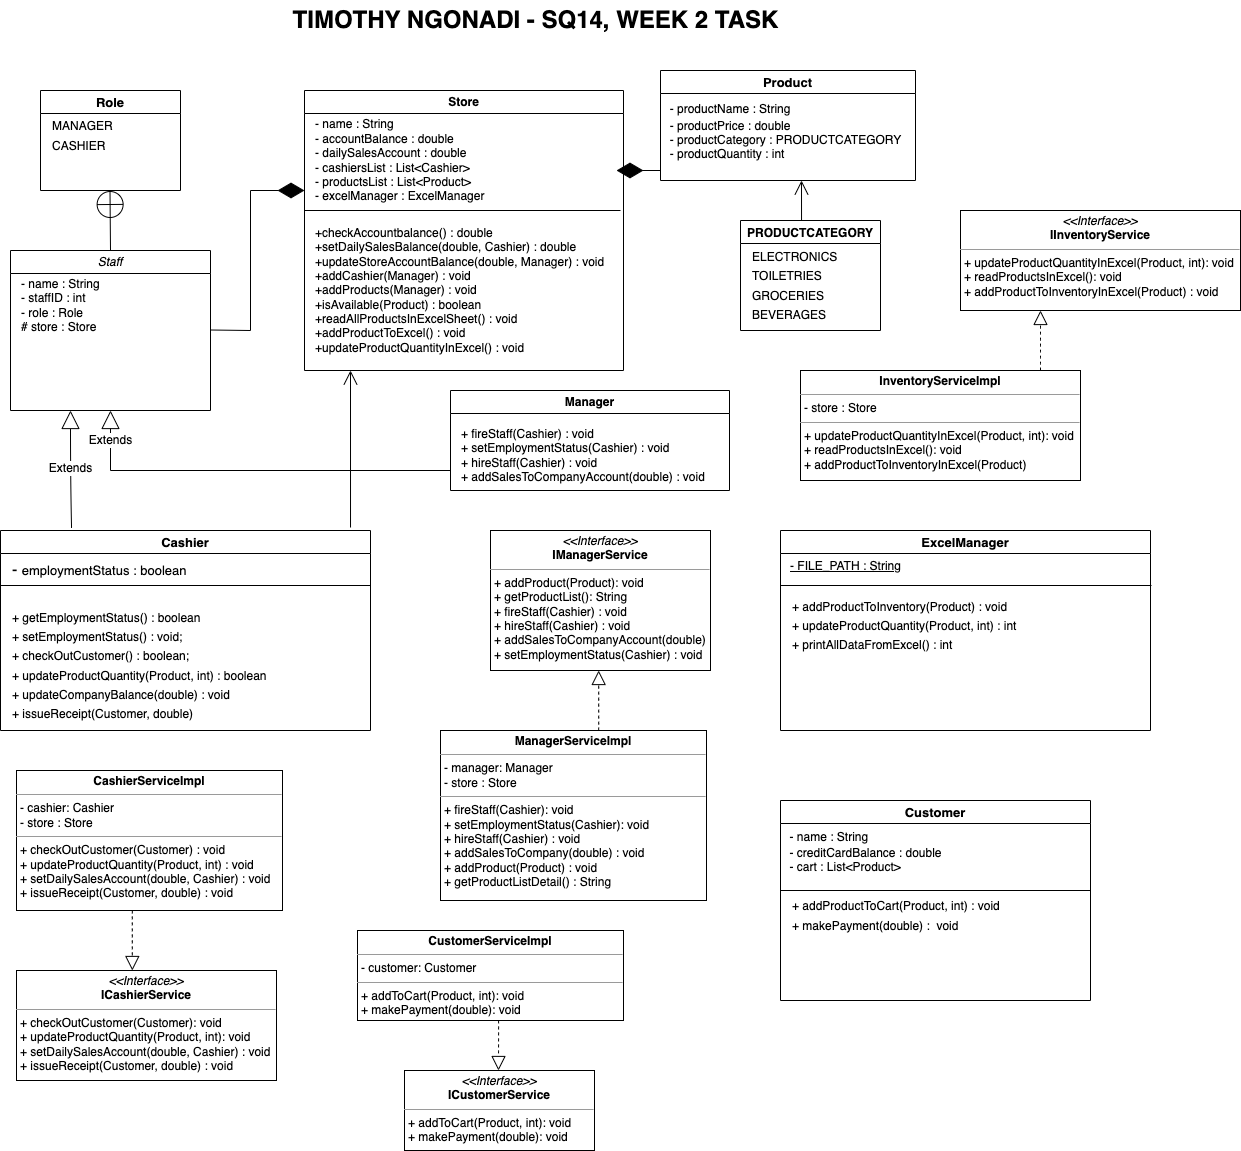 TIMOTHY NGONADI - SQ14, WEEK 2 TASK
Role
MANAGER
CASHIER
Store
- name : String
- accountBalance : double
- dailySalesAccount : double
- cashiersList : List<Cashier>
- productsList : List<Product>
- excelManager : ExcelManager
+checkAccountbalance() : double
+setDailySalesBalance(double, Cashier) : double
+updateStoreAccountBalance(double, Manager) : void
+addCashier(Manager) : void
+addProducts(Manager) : void
+isAvailable(Product) : boolean
+readAllProductsInExcelSheet() : void
+addProductToExcel() : void
+updateProductQuantityInExcel() : void
Product
- productName : String
- productPrice : double
- productCategory : PRODUCTCATEGORY
- productQuantity : int
PRODUCTCATEGORY
ELECTRONICS
TOILETRIES
GROCERIES
BEVERAGES
<<Interface>>
IInventoryService
+ updateProductQuantityInExcel(Product, int): void
+ readProductsInExcel(): void
+ addProductToInventoryInExcel(Product) : void
Staff
- name : String
- staffID : int
- role : Role
# store : Store
InventoryServiceImpl
- store : Store
+ updateProductQuantityInExcel(Product, int): void
+ readProductsInExcel(): void
+ addProductToInventoryInExcel(Product)
Manager
+ fireStaff(Cashier) : void
+ setEmploymentStatus(Cashier) : void
+ hireStaff(Cashier) : void
+ addSalesToCompanyAccount(double) : void
Extends
Extends
Cashier
- employmentStatus : boolean
+ getEmploymentStatus() : boolean
+ setEmploymentStatus() : void;
+ checkOutCustomer() : boolean;
+ updateProductQuantity(Product, int) : boolean
+ updateCompanyBalance(double) : void
+ issueReceipt(Customer, double)
<<Interface>>
IManagerService
+ addProduct(Product): void
+ getProductList(): String
+ fireStaff(Cashier) : void
+ hireStaff(Cashier) : void
+ addSalesToCompanyAccount(double)
+ setEmploymentStatus(Cashier) : void
ExcelManager
- FILE_PATH : String
+ addProductToInventory(Product) : void
+ updateProductQuantity(Product, int) : int
+ printAllDataFromExcel() : int
ManagerServiceImpl
- manager: Manager
- store : Store
+ fireStaff(Cashier): void
+ setEmploymentStatus(Cashier): void
+ hireStaff(Cashier) : void
+ addSalesToCompany(double) : void
+ addProduct(Product) : void
+ getProductListDetail() : String
CashierServiceImpl
- cashier: Cashier
- store : Store
+ checkOutCustomer(Customer) : void
+ updateProductQuantity(Product, int) : void
+ setDailySalesAccount(double, Cashier) : void
+ issueReceipt(Customer, double) : void
Customer
- name : String
- creditCardBalance : double
- cart : List<Product>
+ addProductToCart(Product, int) : void
+ makePayment(double) : void
CustomerServiceImpl
- customer: Customer
+ addToCart(Product, int): void
+ makePayment(double): void
<<Interface>>
ICashierService
+ checkOutCustomer(Customer): void
+ updateProductQuantity(Product, int): void
+ setDailySalesAccount(double, Cashier) : void
+ issueReceipt(Customer, double) : void
<<Interface>>
ICustomerService
+ addToCart(Product, int): void
+ makePayment(double): void